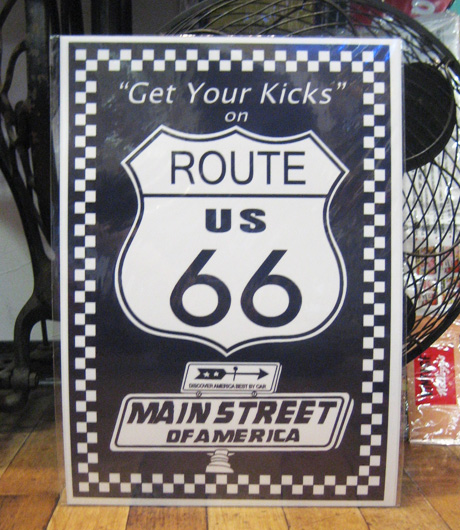 "Get Your Kicks"
on
ROUTE
US
66
DISCOVER AMERICA BEST BY CAR
MAIN STREET
OF AMERICA